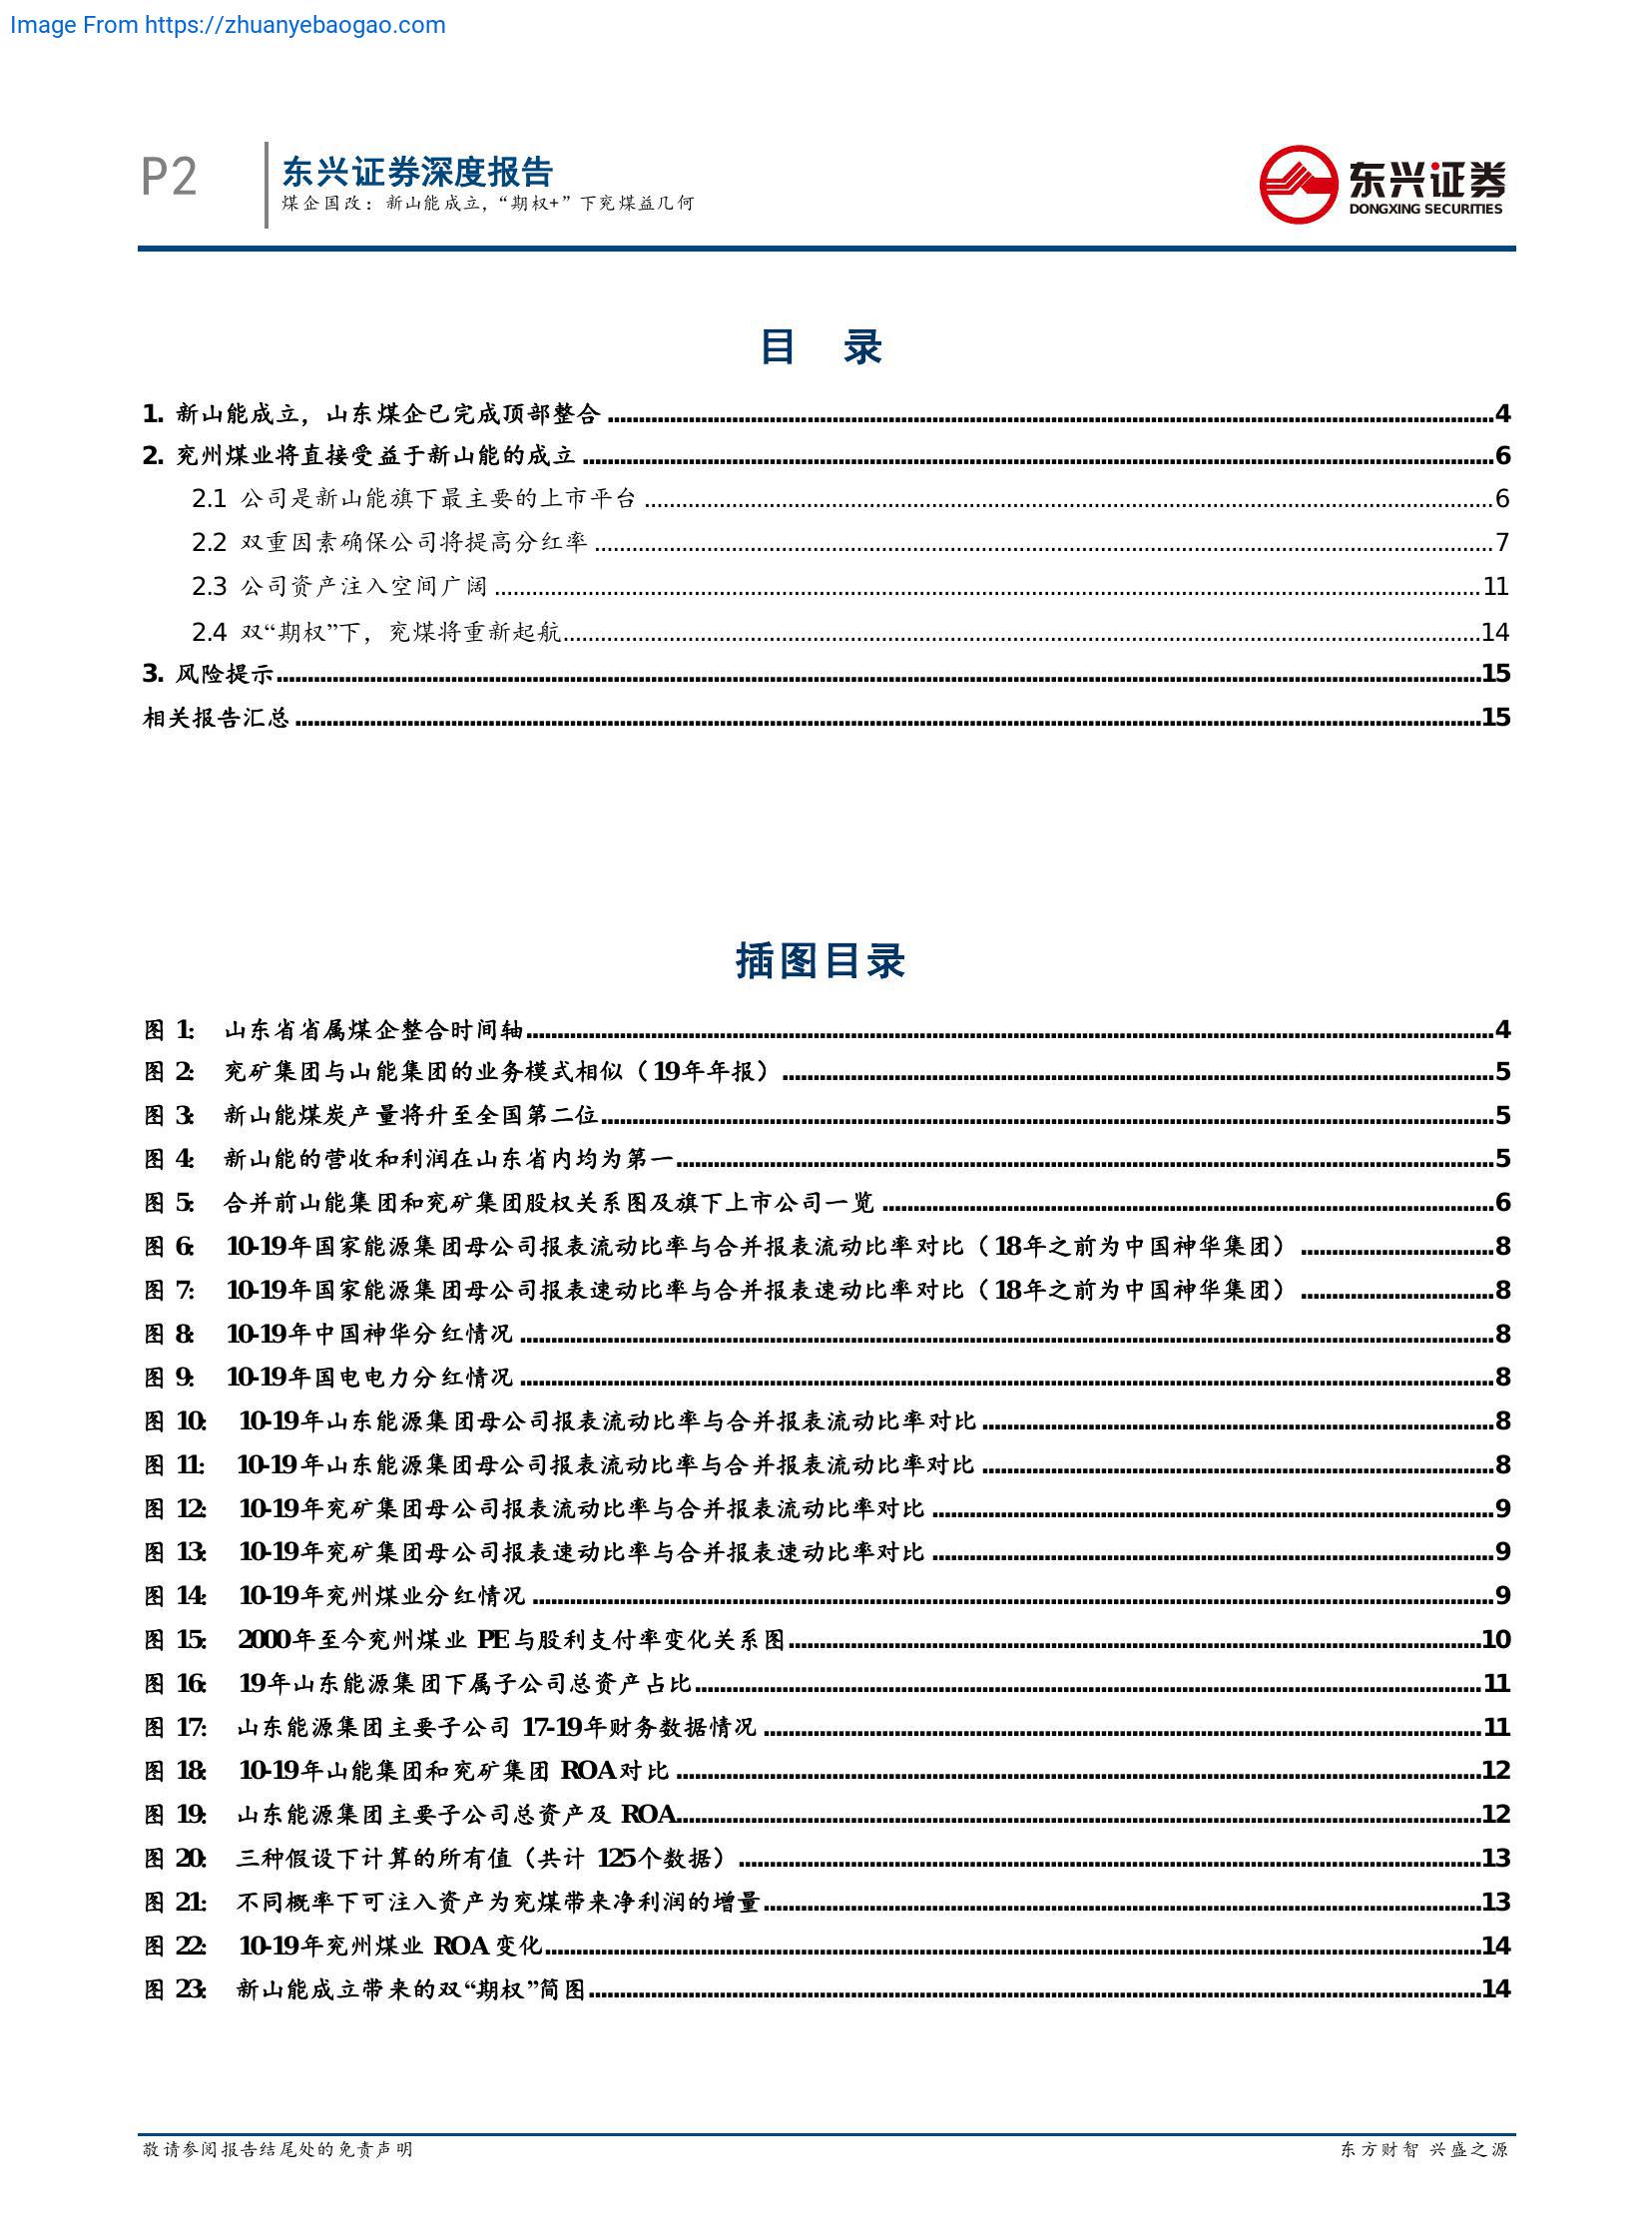 Image From https://zhuanyebaogao.com
P2
东兴证券深度报告
煤企国改：新山能成立，“期权+”下兖煤益几何
东兴证券
DONGXING SECURITIES
目 录
1. 新山能成立，山东煤企已完成顶部整合 4
2. 兖州煤业将直接受益于新山能的成立 6
2.1 公司是新山能旗下最主要的上市平台 6
2.2 双重因素确保公司将提高分红率 7
2.3 公司资产注入空间广阔 11
2.4 双“期权”下，兖煤将重新起航 14
3. 风险提示 15
相关报告汇总 15
插图目录
图 1: 山东省省属煤企整合时间轴 4
图 2: 兖矿集团与山能集团的业务模式相似（19年年报） 5
图 3: 新山能煤炭产量将升至全国第二位 5
图 4: 新山能的营收和利润在山东省内均为第一 5
图 5: 合并前山能集团和兖矿集团股权关系图及旗下上市公司一览 6
图 6: 10-19年国家能源集团母公司报表流动比率与合并报表流动比率对比（18年之前为中国神华集团） 8
图 7: 10-19年国家能源集团母公司报表速动比率与合并报表速动比率对比（18年之前为中国神华集团） 8
图 8: 10-19年中国神华分红情况 8
图 9: 10-19年国电电力分红情况 8
图 10: 10-19年山东能源集团母公司报表流动比率与合并报表流动比率对比 8
图 11: 10-19年山东能源集团母公司报表流动比率与合并报表流动比率对比 8
图 12: 10-19年兖矿集团母公司报表流动比率与合并报表流动比率对比 9
图 13: 10-19年兖矿集团母公司报表速动比率与合并报表速动比率对比 9
图 14: 10-19年兖州煤业分红情况 9
图 15: 2000年至今兖州煤业 PE与股利支付率变化关系图 10
图 16: 19年山东能源集团下属子公司总资产占比 11
图 17: 山东能源集团主要子公司 17-19年财务数据情况 11
图 18: 10-19年山能集团和兖矿集团 ROA对比 12
图 19: 山东能源集团主要子公司总资产及 ROA 12
图 20: 三种假设下计算的所有值（共计 125个数据） 13
图 21: 不同概率下可注入资产为兖煤带来净利润的增量 13
图 22: 10-19年兖州煤业 ROA 变化 14
图 23: 新山能成立带来的双“期权”简图 14
敬请参阅报告结尾处的免责声明
东方财智 兴盛之源